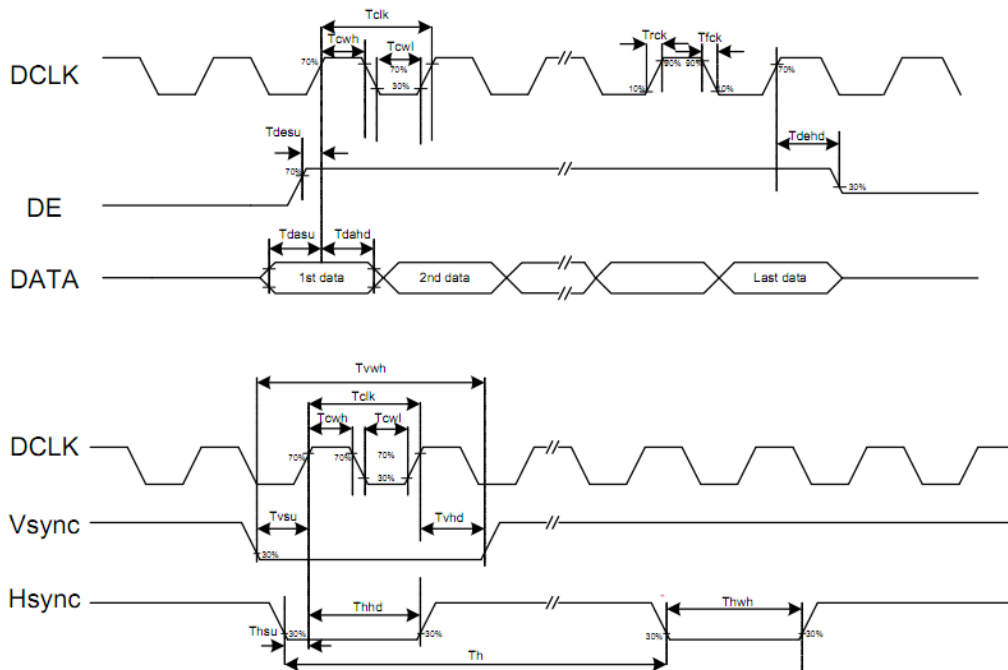 Tclk
Tcwh Tcwl Trck Tfck
DCLK 70% 70% 30% 10% 90% 90% 10% 70%
Tdesu Tdehd
DE 70% 30%
Tdasu Tdahd
DATA 1st data 2nd data Last data
Tvwh
Tclk
Tcwh Tcwl
DCLK 70% 70% 70% 30%
Tvsu Tvhd
Vsync 30%
Hsync Thhd Thwh
Thsu 30% 30% 30% 30%
Th